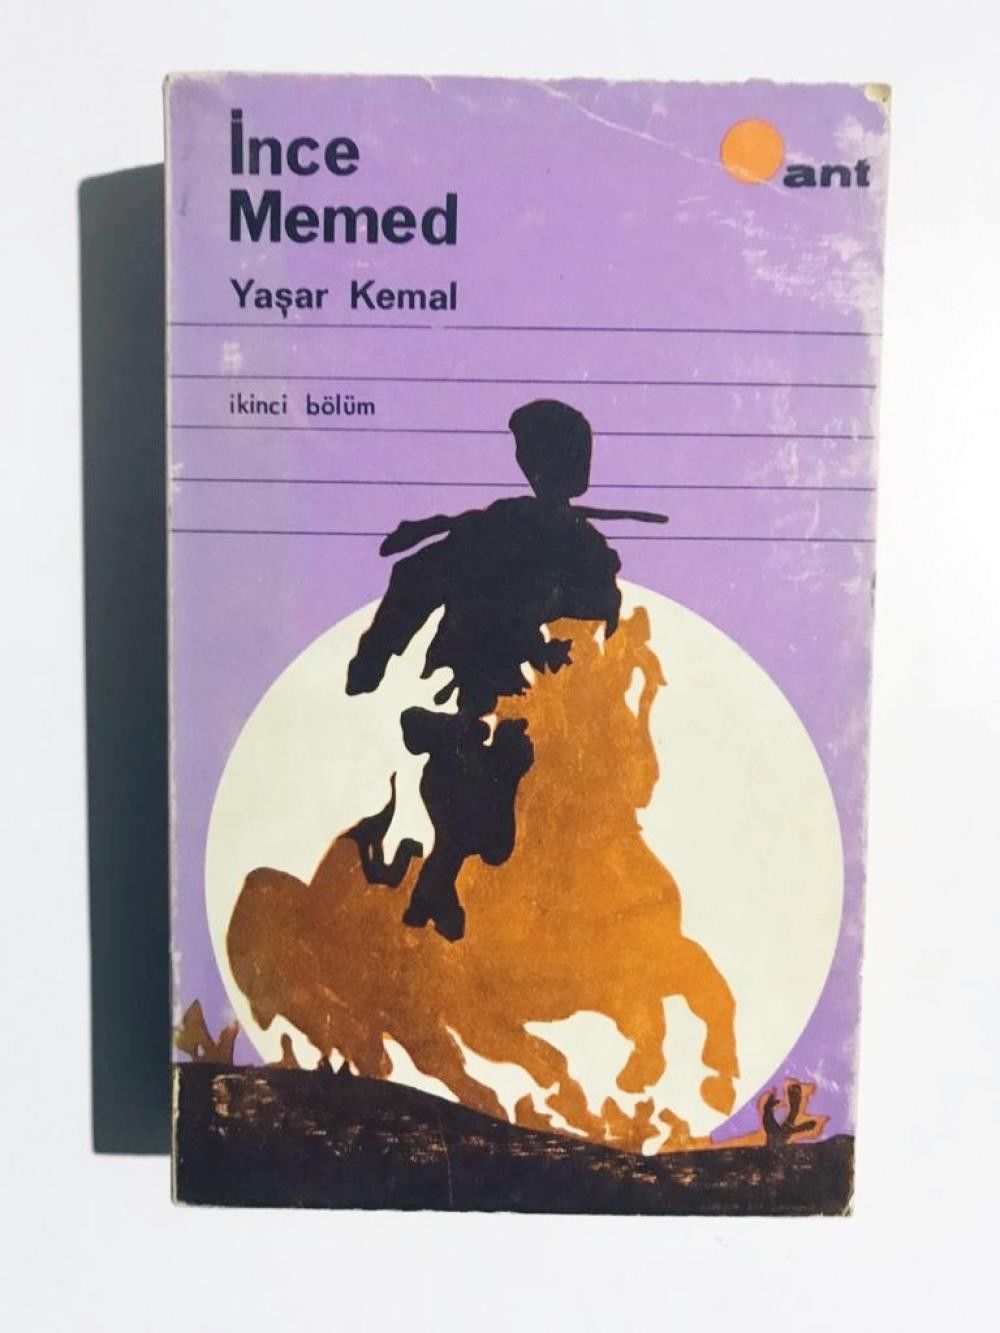 İnce
Memed
ant
Yaşar Kemal
ikinci bölüm